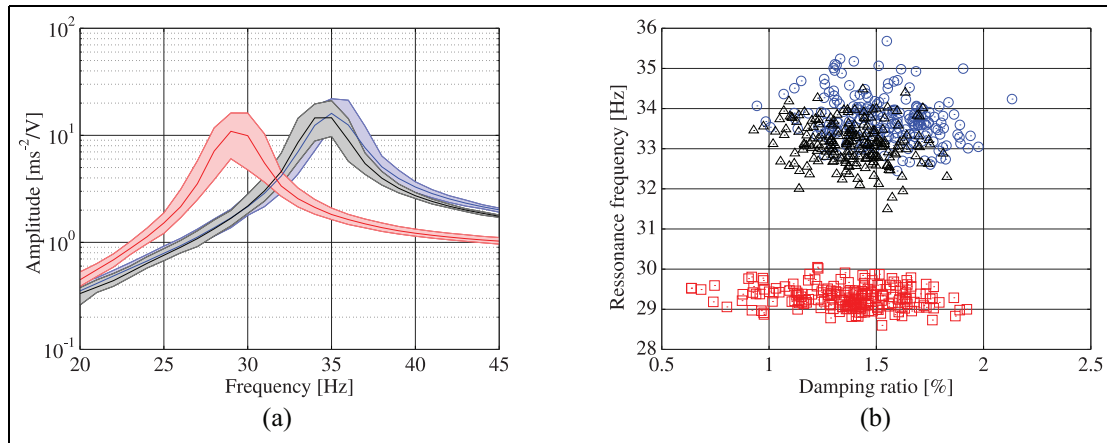 10^2
10^1
10^0
10^-1
Amplitude [ms^-2/V]
20 25 30 35 40 45
Frequency [Hz]
(a)
36
35
34
33
32
31
30
29
28
Ressonance frequency [Hz]
0.5 1 1.5 2 2.5
Damping ratio [%]
(b)